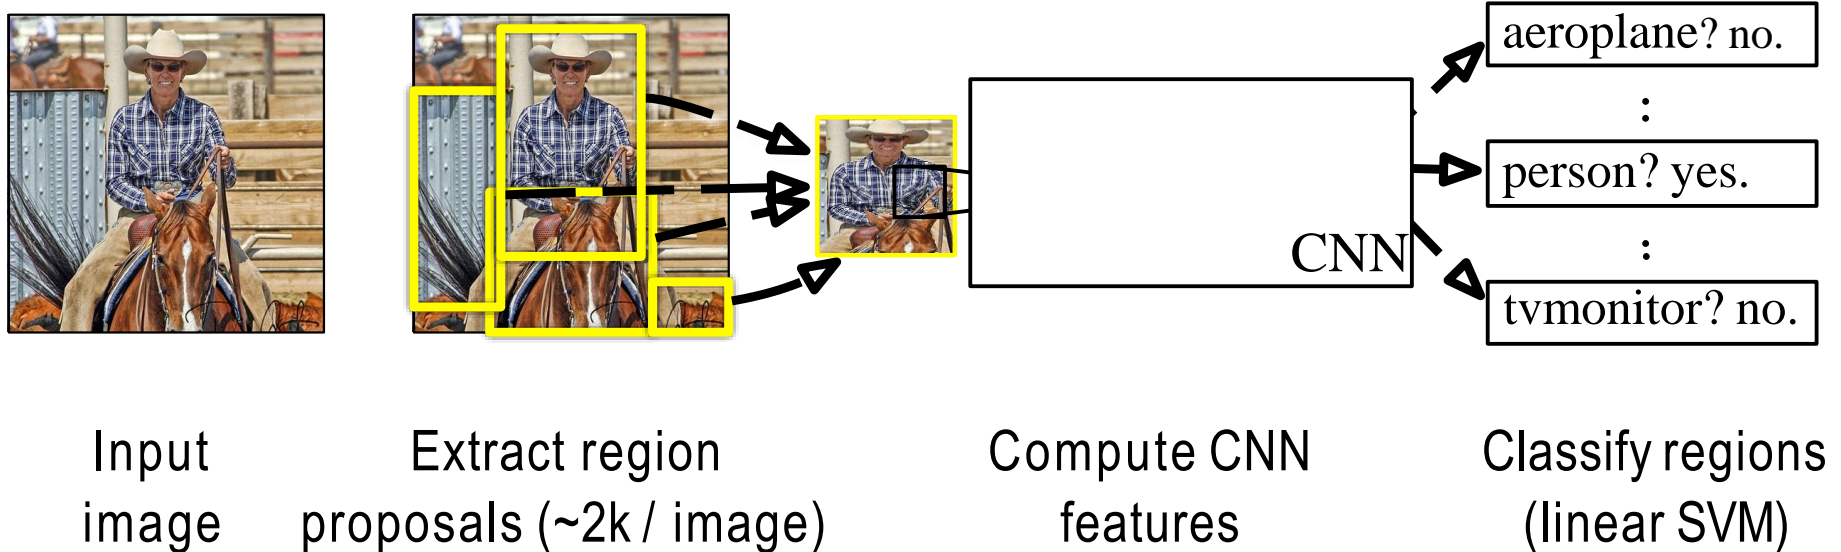 aeroplane? no.
:
person? yes.
:
tvmonitor? no.
CNN
Input
image
Extract region
proposals (~2k / image)
Compute CNN
features
Classify regions
(linear SVM)